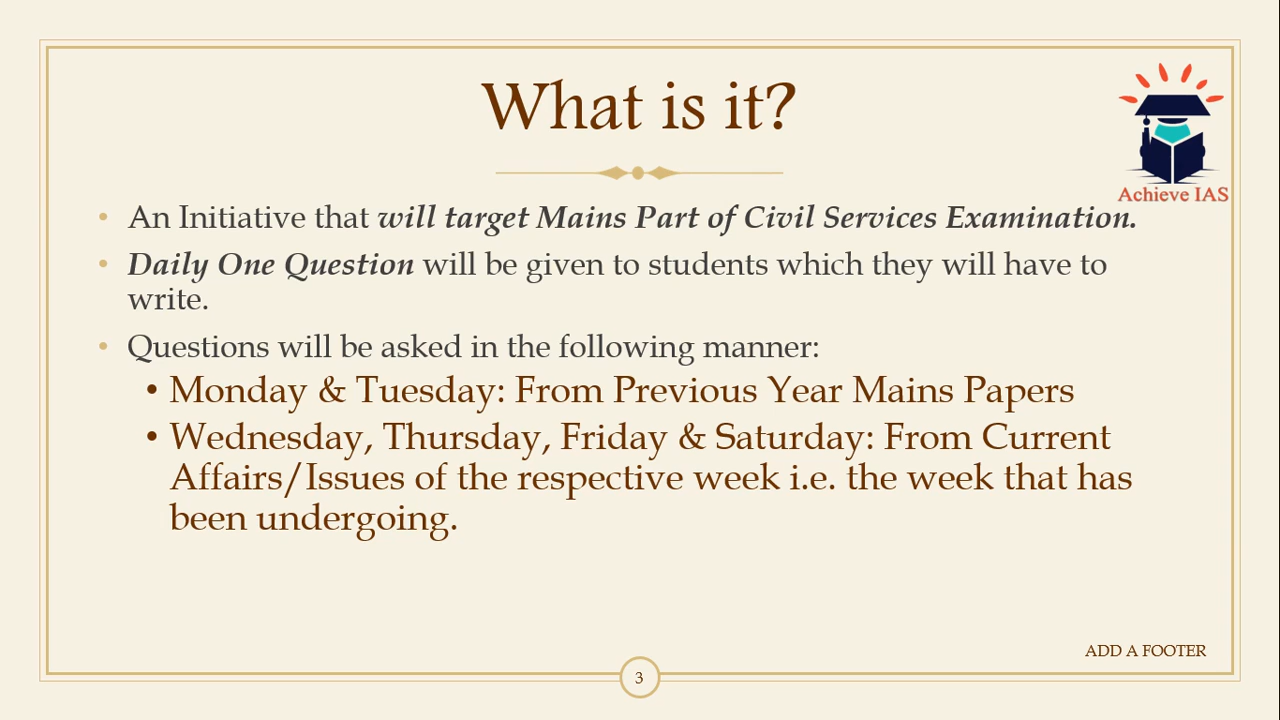 What is it?
Achieve IAS
• An Initiative that will target Mains Part of Civil Services Examination.
• Daily One Question will be given to students which they will have to
write.
• Questions will be asked in the following manner:
• Monday & Tuesday: From Previous Year Mains Papers
• Wednesday, Thursday, Friday & Saturday: From Current
Affairs/Issues of the respective week i.e. the week that has
been undergoing.
ADD A FOOTER
3